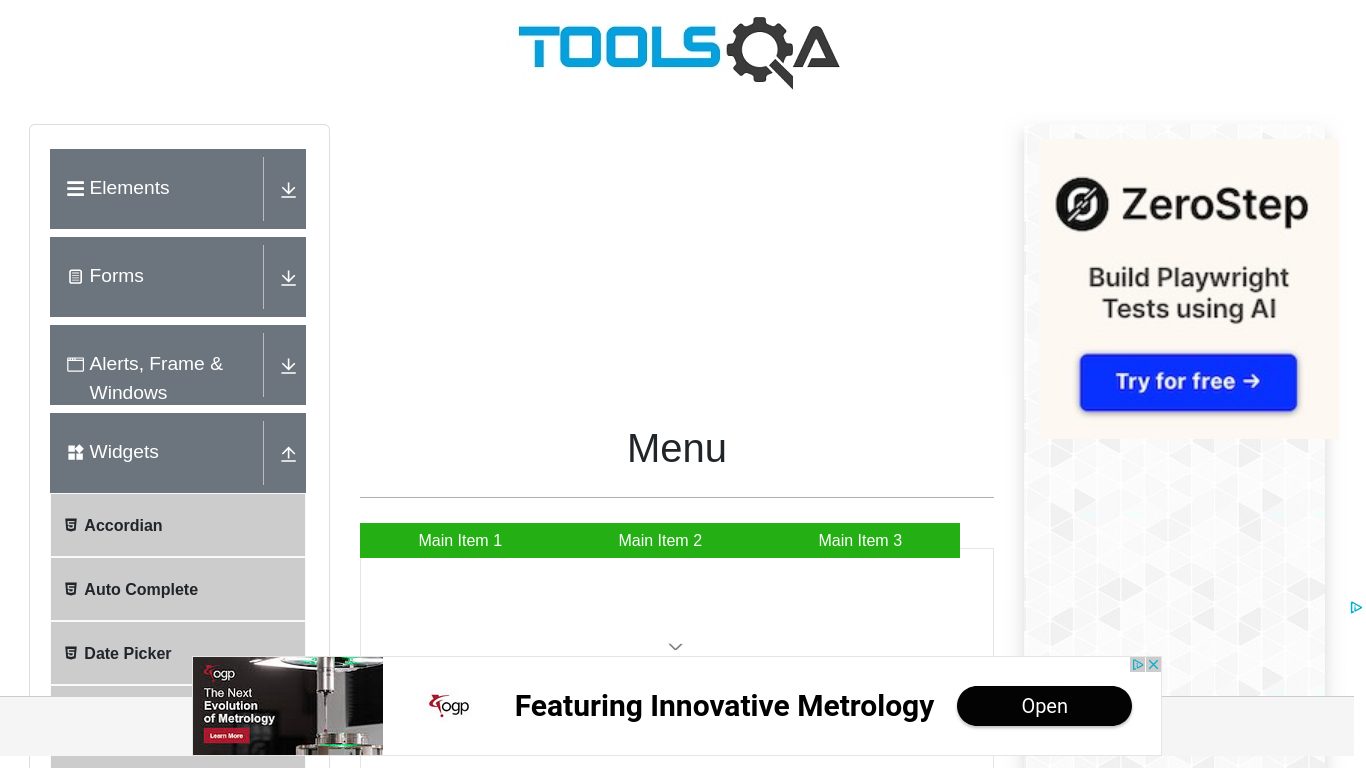 TOOLSQA
Elements
Forms
Alerts, Frame &
Windows
Widgets
Accordian
Auto Complete
Date Picker
Menu
Main Item 1
Main Item 2
Main Item 3
ZeroStep
Build Playwright
Tests using AI
Try for free →
ogp
The Next
Evolution
of Metrology
Learn More
ogp
Featuring Innovative Metrology
Open